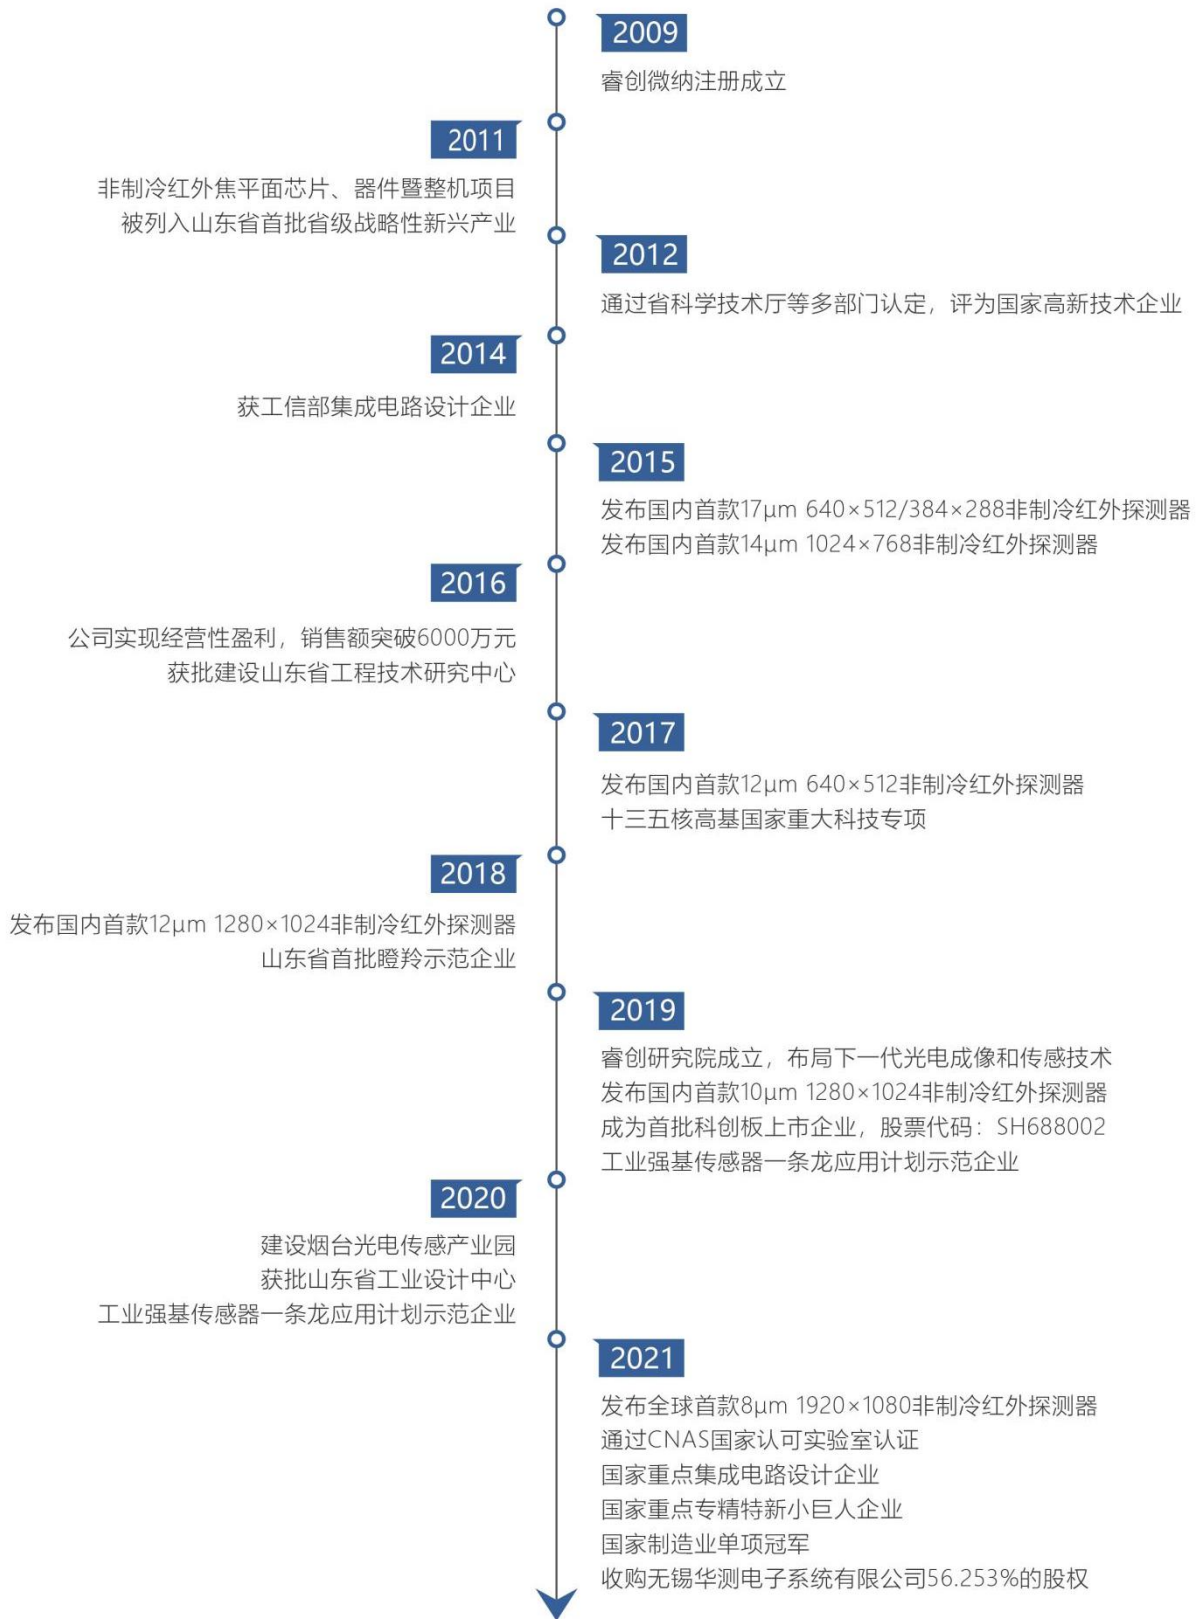 2009
睿创微纳注册成立
2011
非制冷红外焦平面芯片、器件暨整机项目
被列入山东省首批省级战略性新兴产业
2012
通过省科学技术厅等多部门认定，评为国家高新技术企业
2014
获工信部集成电路设计企业
2015
发布国内首款17μm 640×512/384×288非制冷红外探测器
发布国内首款14μm 1024×768非制冷红外探测器
2016
公司实现经营性盈利，销售额突破6000万元
获批建设山东省工程技术研究中心
2017
发布国内首款12μm 640×512非制冷红外探测器
十三五核高基国家重大科技专项
2018
发布国内首款12μm 1280×1024非制冷红外探测器
山东省首批瞪羚示范企业
2019
睿创研究院成立，布局下一代光电成像和传感技术
发布国内首款10μm 1280×1024非制冷红外探测器
成为首批科创板上市企业，股票代码：SH688002
工业强基传感器一条龙应用计划示范企业
2020
建设烟台光电传感产业园
获批山东省工业设计中心
工业强基传感器一条龙应用计划示范企业
2021
发布全球首款8μm 1920×1080非制冷红外探测器
通过CNAS国家认可实验室认证
国家重点集成电路设计企业
国家重点专精特新小巨人企业
国家制造业单项冠军
收购无锡华测电子系统有限公司56.253%的股权